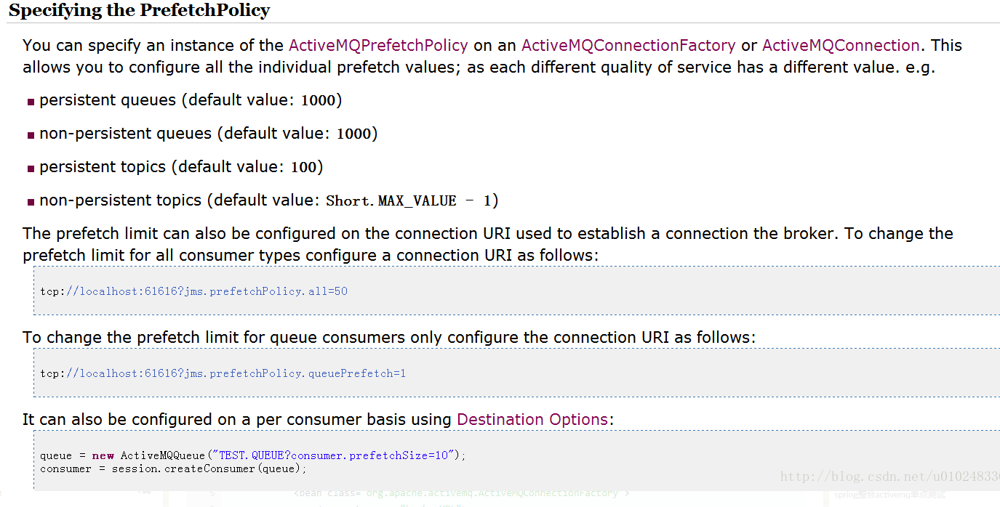 Specifying the PrefetchPolicy
You can specify an instance of the ActiveMQPrefetchPolicy on an ActiveMQConnectionFactory or ActiveMQConnection. This
allows you to configure all the individual prefetch values; as each different quality of service has a different value. e.g.
persistent queues (default value: 1000)
non-persistent queues (default value: 1000)
persistent topics (default value: 100)
non-persistent topics (default value: Short.MAX_VALUE - 1)
The prefetch limit can also be configured on the connection URI used to establish a connection the broker. To change the
prefetch limit for all consumer types configure a connection URI as follows:
tcp://localhost:61616?jms.prefetchPolicy.all=50
To change the prefetch limit for queue consumers only configure the connection URI as follows:
tcp://localhost:61616?jms.prefetchPolicy.queuePrefetch=1
It can also be configured on a per consumer basis using Destination Options:
queue = new ActiveMQQueue("TEST.QUEUE?consumer.prefetchSize=10");
consumer = session.createConsumer(queue);
http://blog.csdn.net/u01024833
5 <bean class="org.apache.activemq.ActiveMQConnectionFactory">
spring整合activemq单点测试